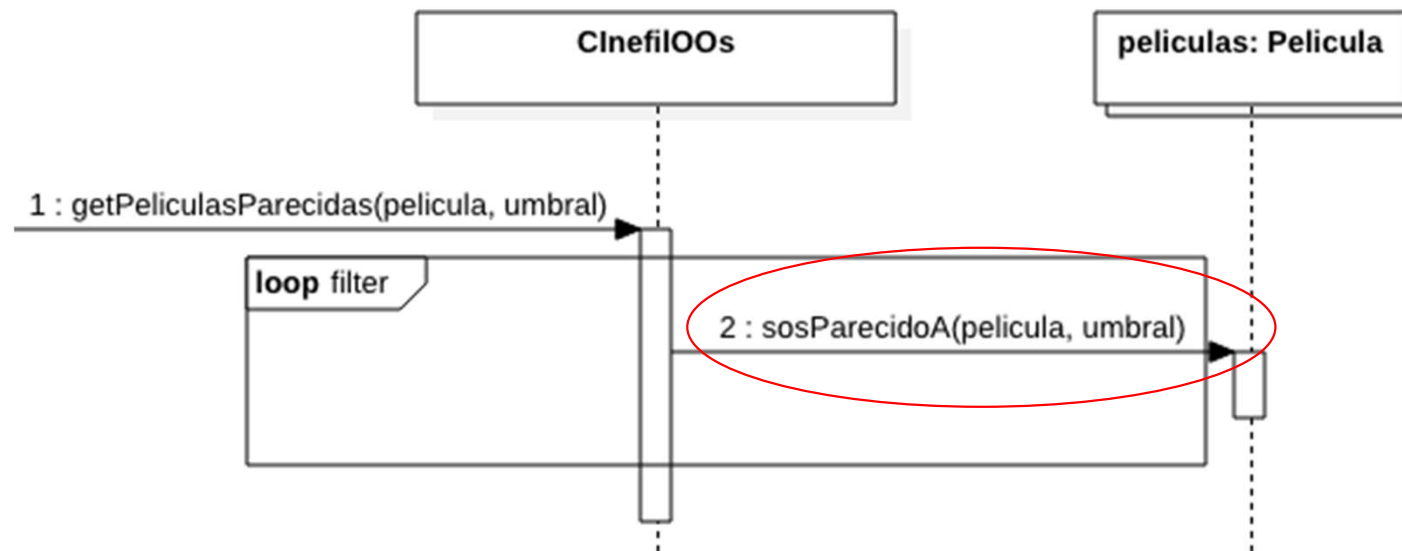 CInefilOOs
peliculas: Pelicula
1 : getPeliculasParecidas(pelicula, umbral)
loop filter
2 : sosParecidoA(pelicula, umbral)